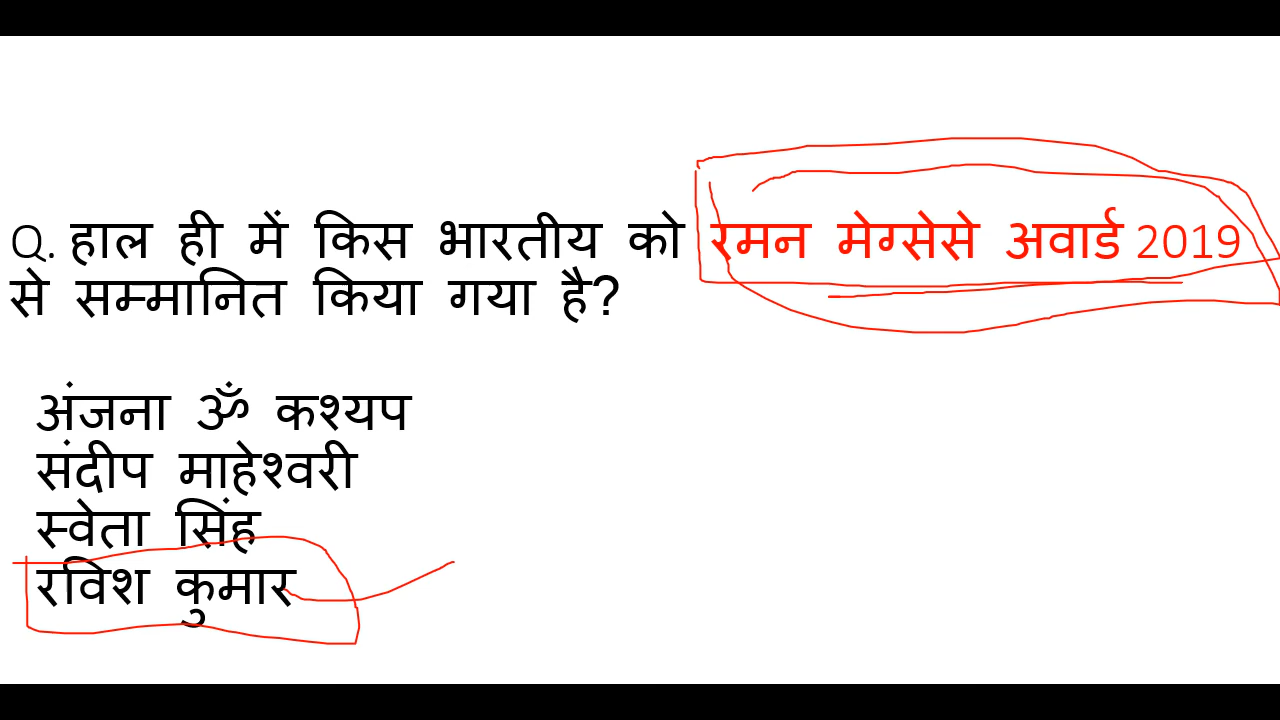 Q. हाल ही में किस भारतीय को रमन मेग्सेसे अवार्ड 2019
से सम्मानित किया गया है?
अंजना ॐ कश्यप
संदीप माहेश्वरी
स्वेता सिंह
रविश कुमार